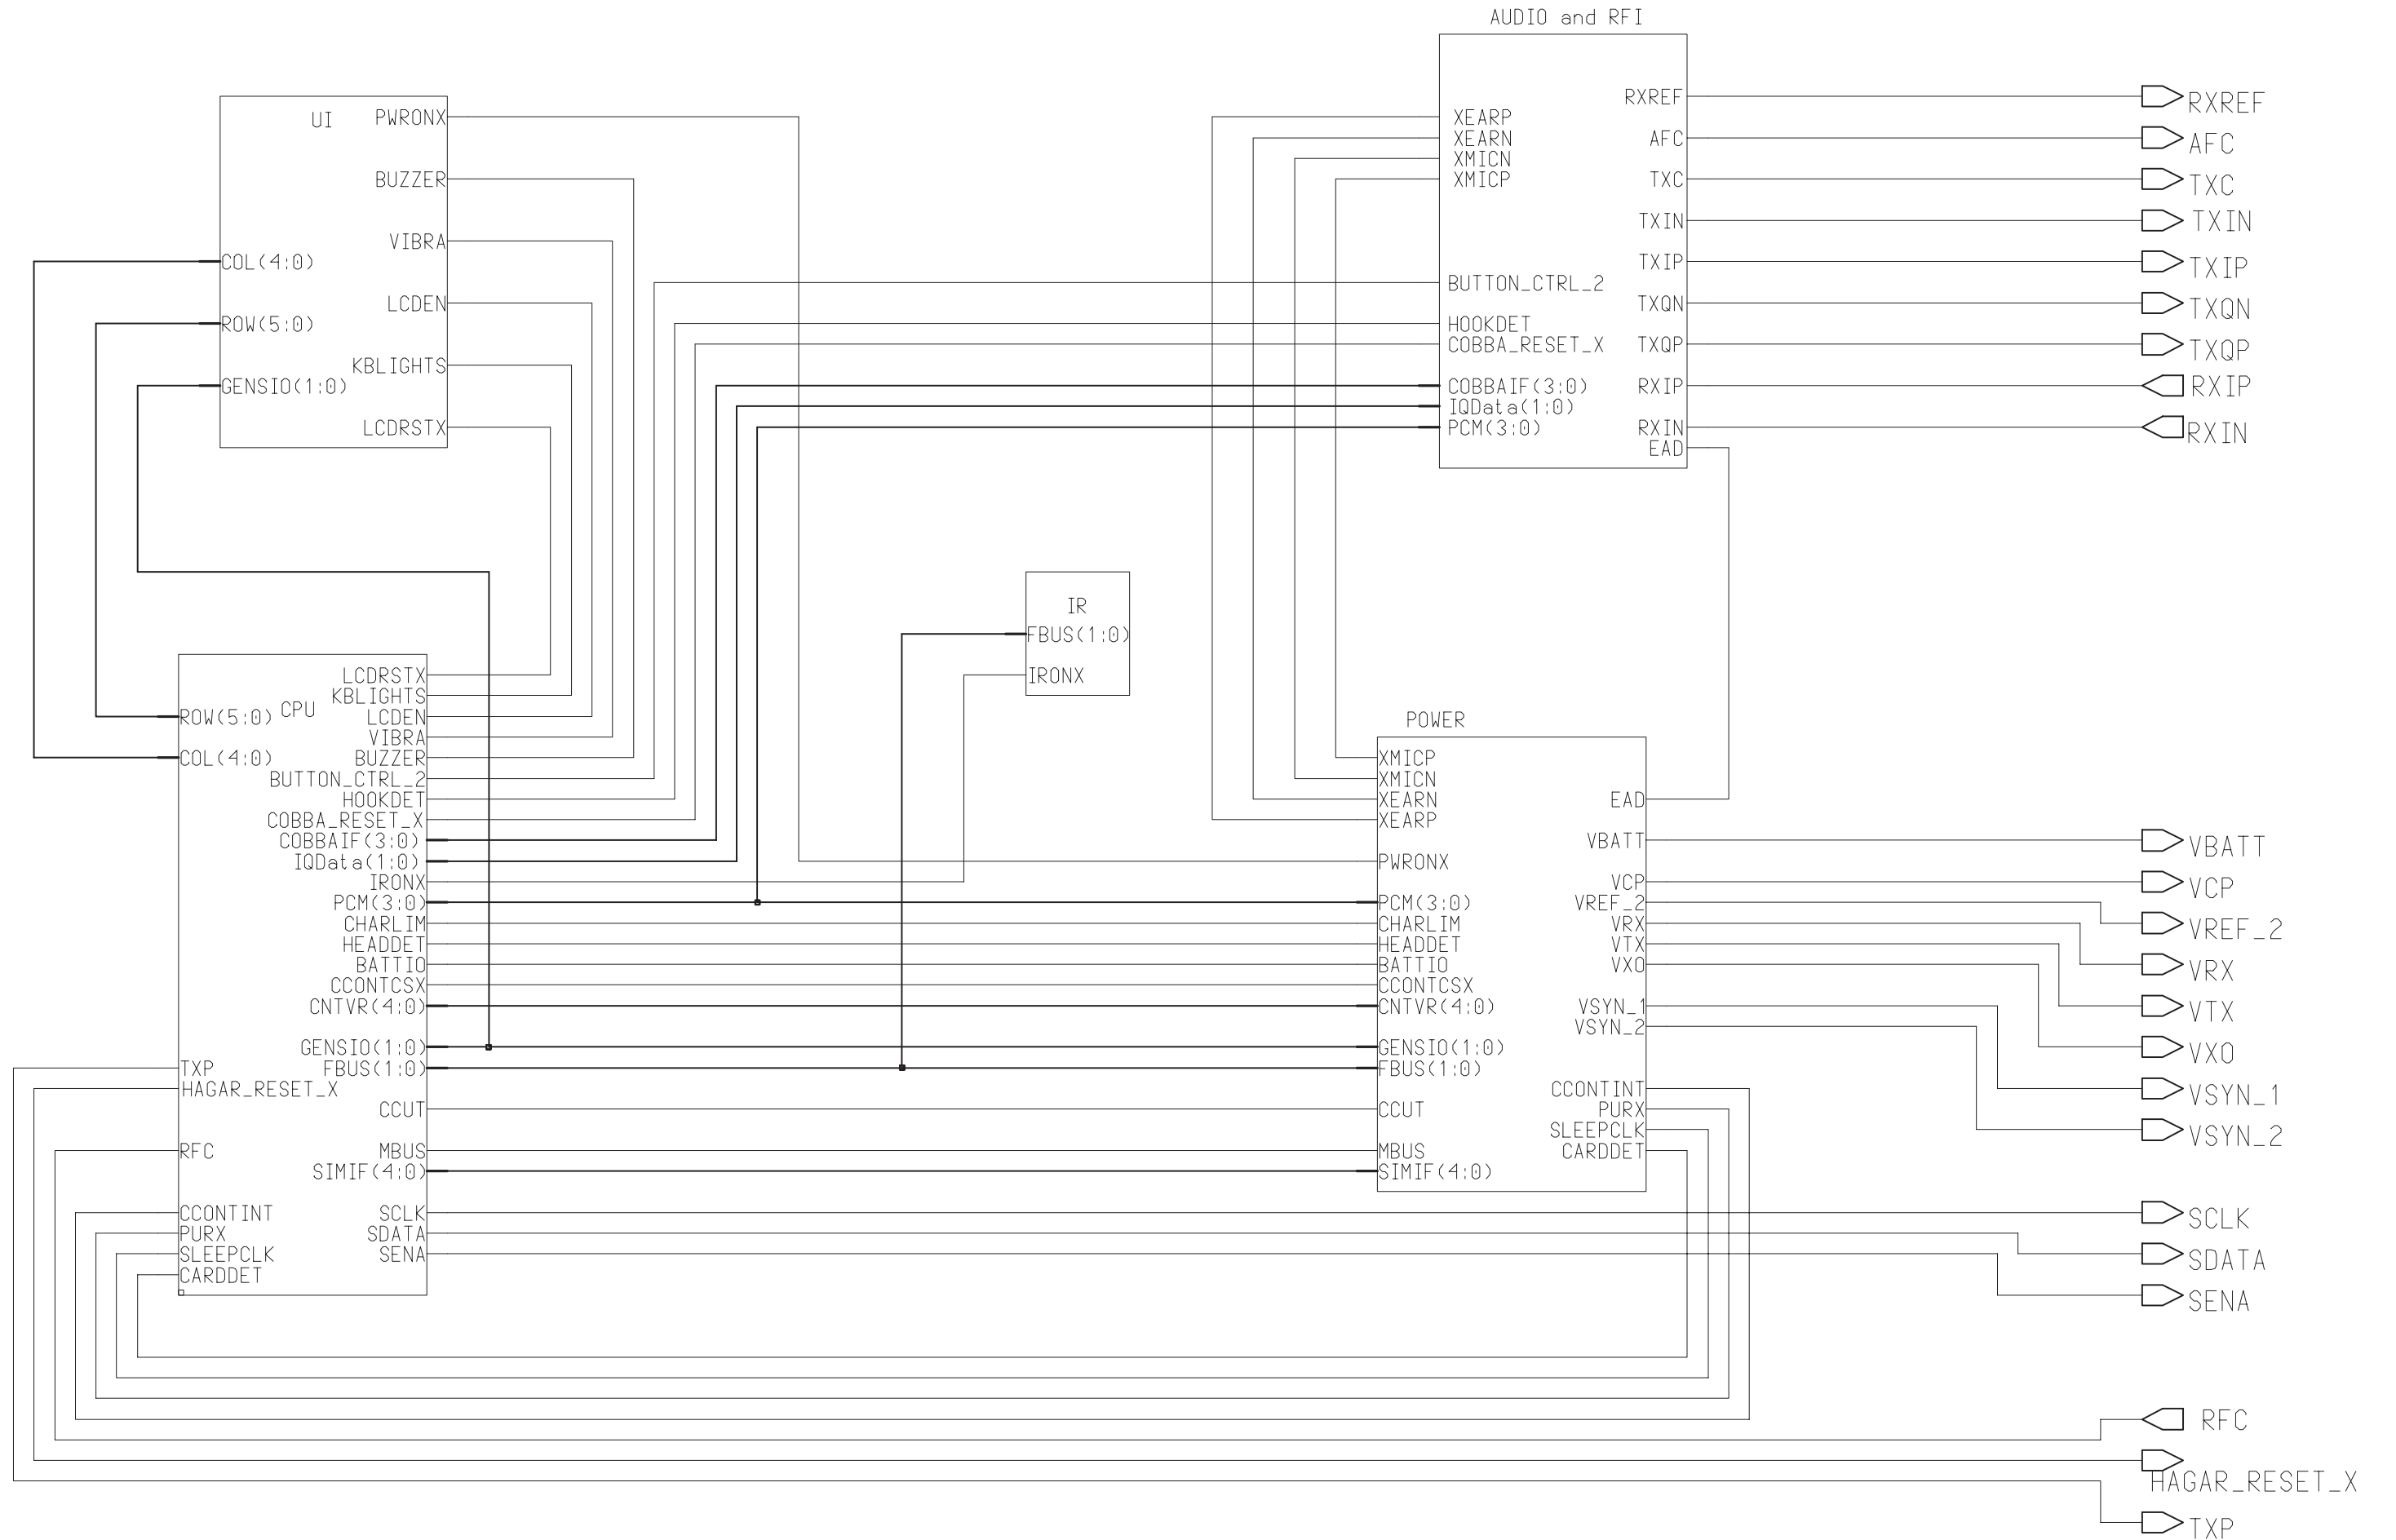 AUDIO and RFI
XEARP
XEARN
XMICN
XMICP
BUTTON_CTRL_2
HOOKDET
COBBA_RESET_X
COBBAIF(3:0)
IQData(1:0)
PCM(3:0)
RXREF
AFC
TXC
TXIN
TXIP
TXQN
TXQP
RXIP
RXIN
EAD
RXREF
AFC
TXC
TXIN
TXIP
TXQN
TXQP
RXIP
RXIN
UI
COL(4:0)
ROW(5:0)
GENSIO(1:0)
PWRONX
BUZZER
VIBRA
LCDEN
KBLIGHTS
LCDRSTX
IR
FBUS(1:0)
IRONX
CPU
ROW(5:0)
COL(4:0)
TXP
HAGAR_RESET_X
RFC
CCONTINT
PURX
SLEEPCLK
CARDDET
LCDRSTX
KBLIGHTS
LCDEN
VIBRA
BUZZER
BUTTON_CTRL_2
HOOKDET
COBBA_RESET_X
COBBAIF(3:0)
IQData(1:0)
IRONX
PCM(3:0)
CHARLIM
HEADDET
BATTIO
CCONTCSX
CNTVR(4:0)
GENSIO(1:0)
FBUS(1:0)
CCUT
MBUS
SIMIF(4:0)
SCLK
SDATA
SENA
POWER
XMICP
XMICN
XEARN
XEARP
PWRONX
PCM(3:0)
CHARLIM
HEADDET
BATTIO
CCONTCSX
CNTVR(4:0)
GENSIO(1:0)
FBUS(1:0)
CCUT
MBUS
SIMIF(4:0)
EAD
VBATT
VCP
VREF_2
VRX
VTX
VXO
VSYN_1
VSYN_2
CCONTINT
PURX
SLEEPCLK
CARDDET
VBATT
VCP
VREF_2
VRX
VTX
VXO
VSYN_1
VSYN_2
SCLK
SDATA
SENA
RFC
HAGAR_RESET_X
TXP